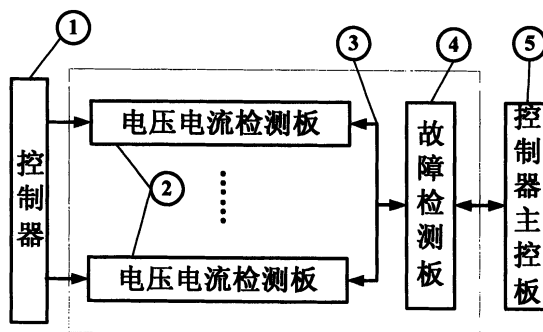 ①
③
④
⑤
控制器
电压电流检测板
②
电压电流检测板
故障检测板
控制器主控板